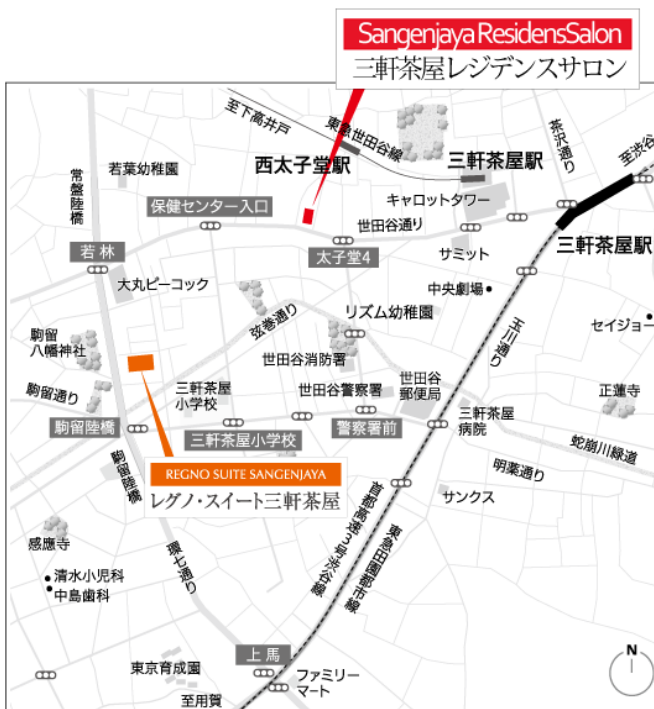 Sangenjaya ResidensSalon
三軒茶屋レジデンスサロン
至下高井戸
東急世田谷線
茶沢通り
至渋谷
西太子堂駅
三軒茶屋駅
若葉幼稚園
常盤陸橋
保健センター入口
キャロットタワー
世田谷通り
三軒茶屋駅
若林
太子堂4
サミット
大丸ピーコック
中央劇場
弦巻通り
リズム幼稚園
玉川通り
セイジョー
駒留
八幡神社
世田谷消防署
駒留通り
三軒茶屋
小学校
世田谷警察署
世田谷
郵便局
正蓮寺
三軒茶屋
病院
駒留陸橋
三軒茶屋小学校
警察署前
蛇崩川緑道
明薬通り
駒留陸橋
REGNO SUITE SANGENJAYA
レグノ・スイート三軒茶屋
サンクス
首都高速3号渋谷線
東急田園都市線
感應寺
環七通り
清水小児科
中島歯科
上馬
東京育成園
ファミリー
マート
至用賀
N